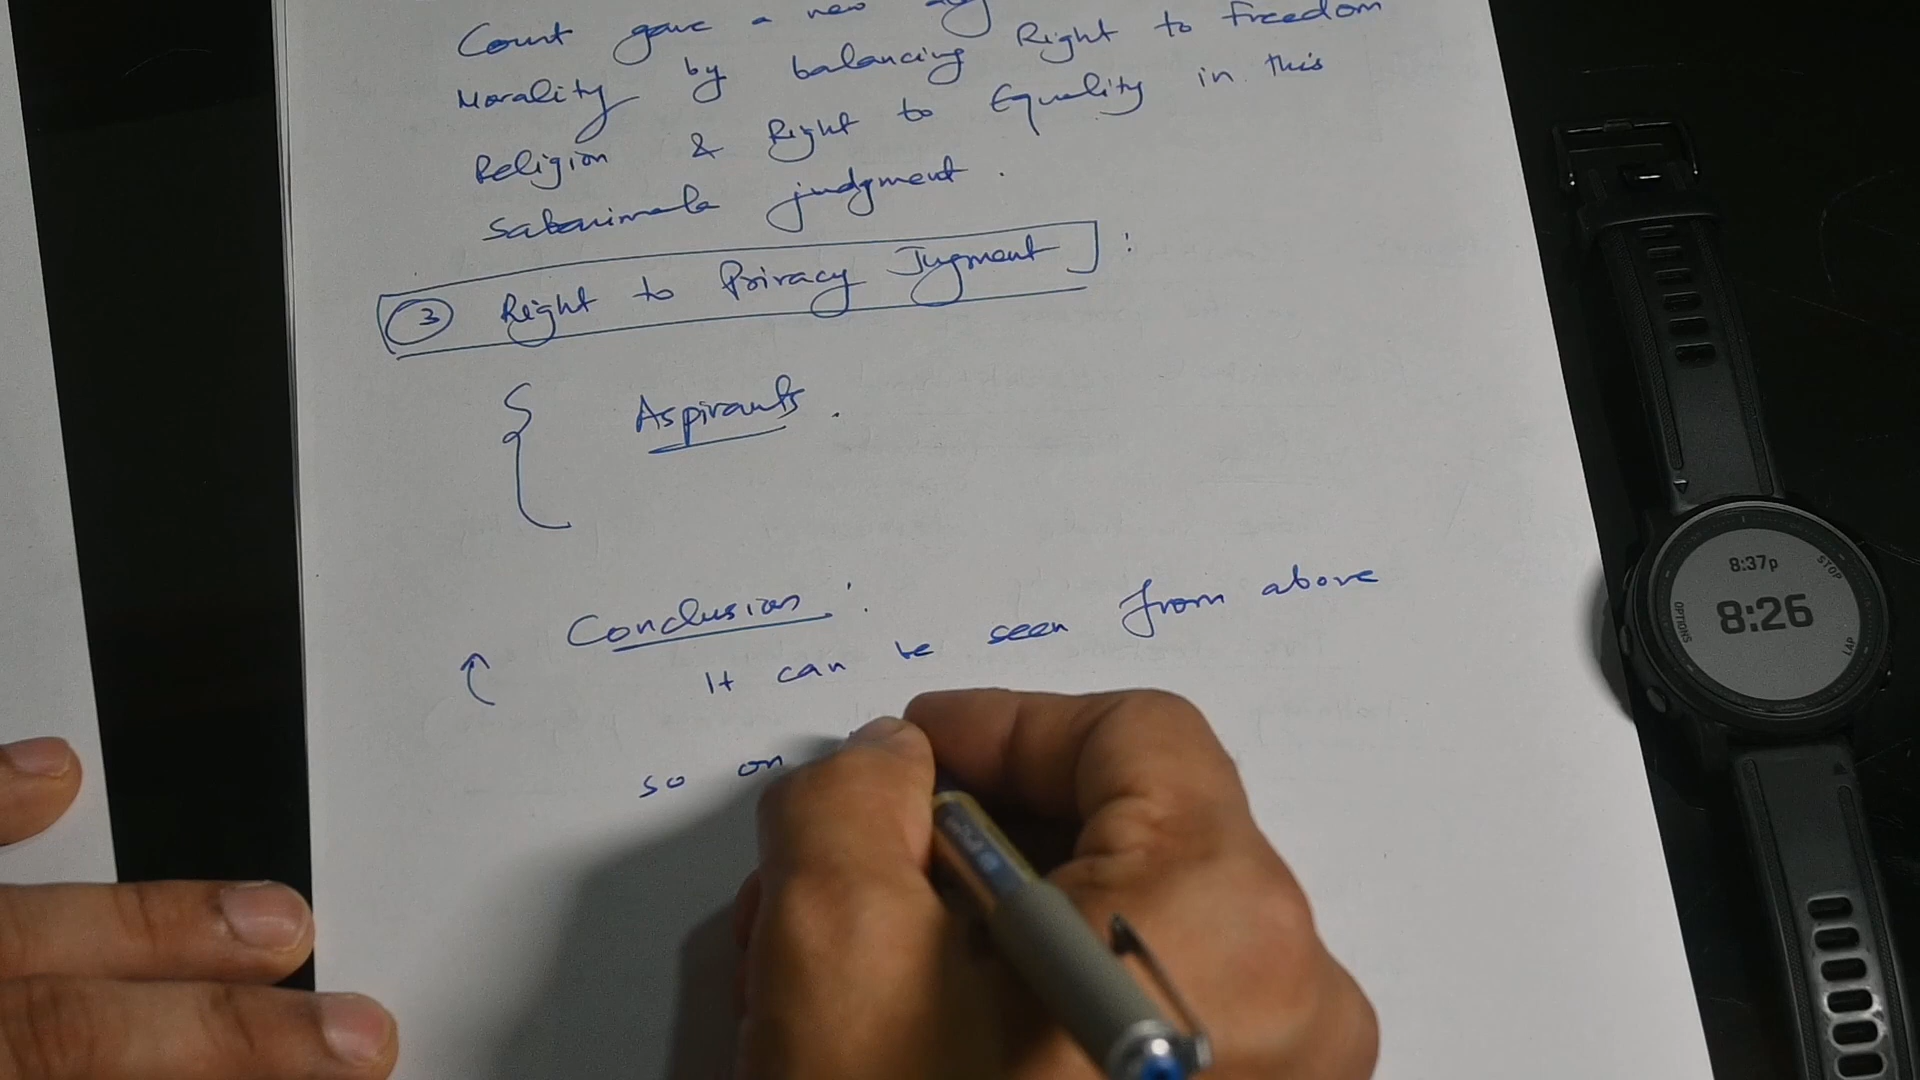 Court gave a new
Morality by balancing Right to Freedom
Religion & Right to Equality in this
Sabarimala judgment.
3 Right to Privacy Jugment :
Aspirants.
Conclusion :
It can be seen from above
so on
8:37p
8:26
STOP
OPTIONS
LAP